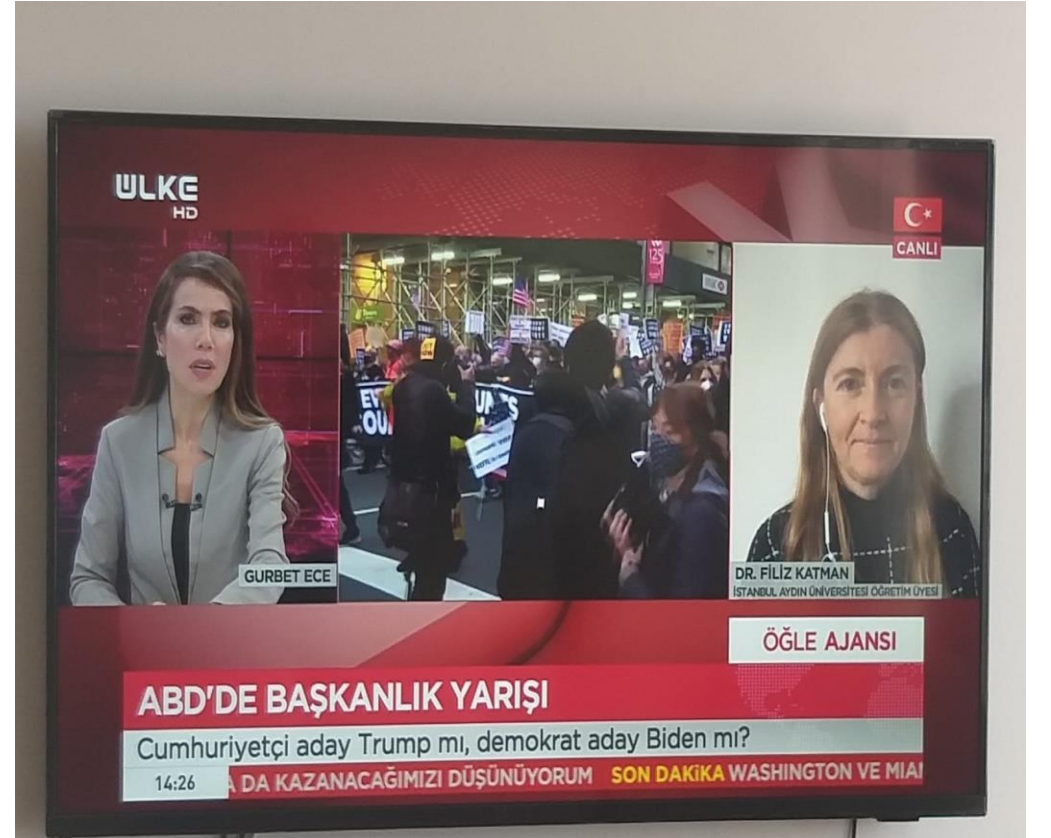 ÜLKE
HD
CANLI
GURBET ECE
DR. FİLİZ KATMAN
İSTANBUL AYDIN ÜNİVERSİTESİ ÖĞRETİM ÜYESİ
ÖĞLE AJANSI
ABD'DE BAŞKANLIK YARIŞI
Cumhuriyetçi aday Trump mı, demokrat aday Biden mı?
14:26
A DA KAZANACAĞIMIZI DÜŞÜNÜYORUM SON DAKİKA WASHINGTON VE MIAI